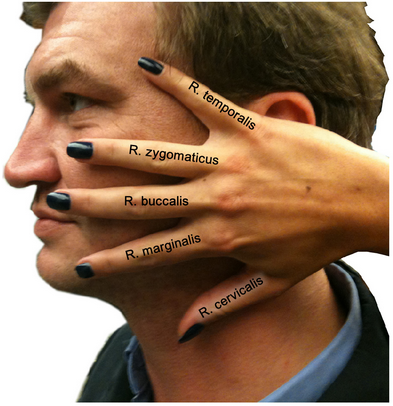 R. temporalis
R. zygomaticus
R. buccalis
R. marginalis
R. cervicalis